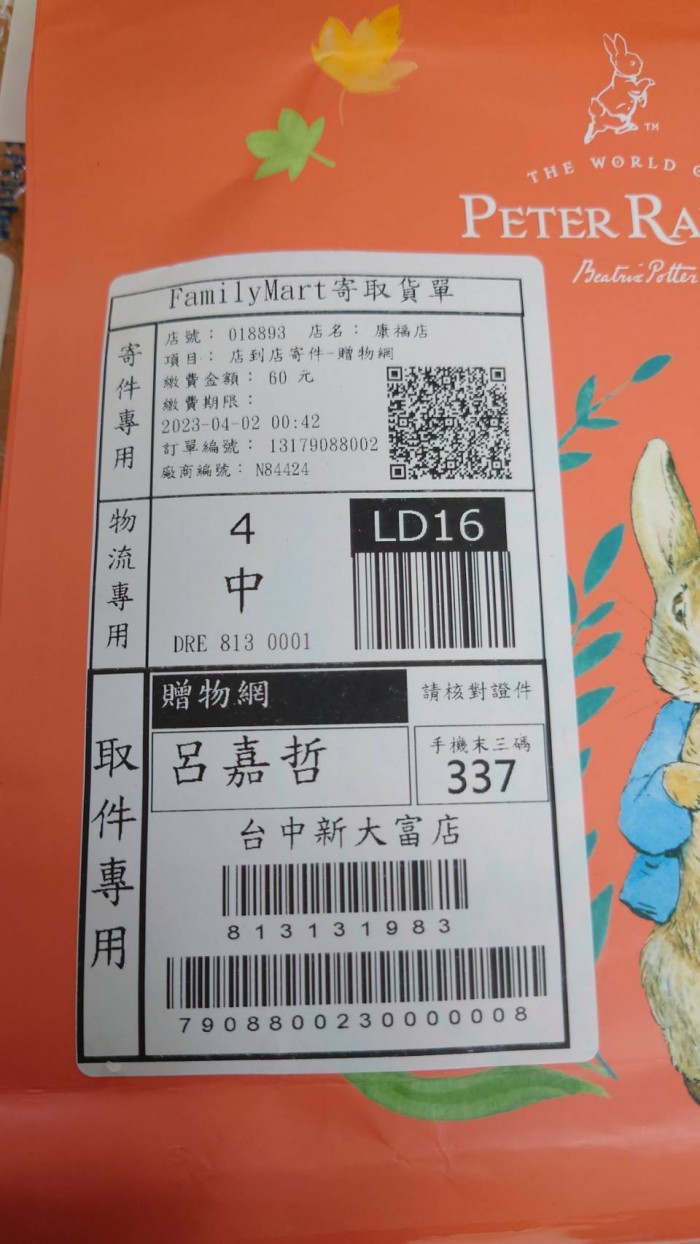 THE WORLD
PETER RA
Beatrix Potter
FamilyMart寄取貨單
寄件專用
店號： 018893 店名： 康福店
項目： 店到店寄件-贈物網
繳費金額： 60 元
繳費期限：
2023-04-02 00:42
訂單編號： 13179088002
廠商編號： N84424
物流專用
4
中
DRE 813 0001
LD16
取件專用
贈物網
請核對證件
呂嘉哲
手機末三碼
337
台中新大富店
813131983
7908800230000008